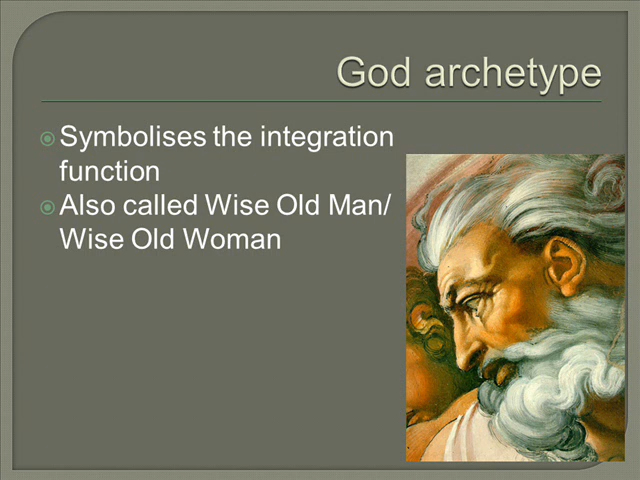 God archetype
Symbolises the integration
function
Also called Wise Old Man/
Wise Old Woman